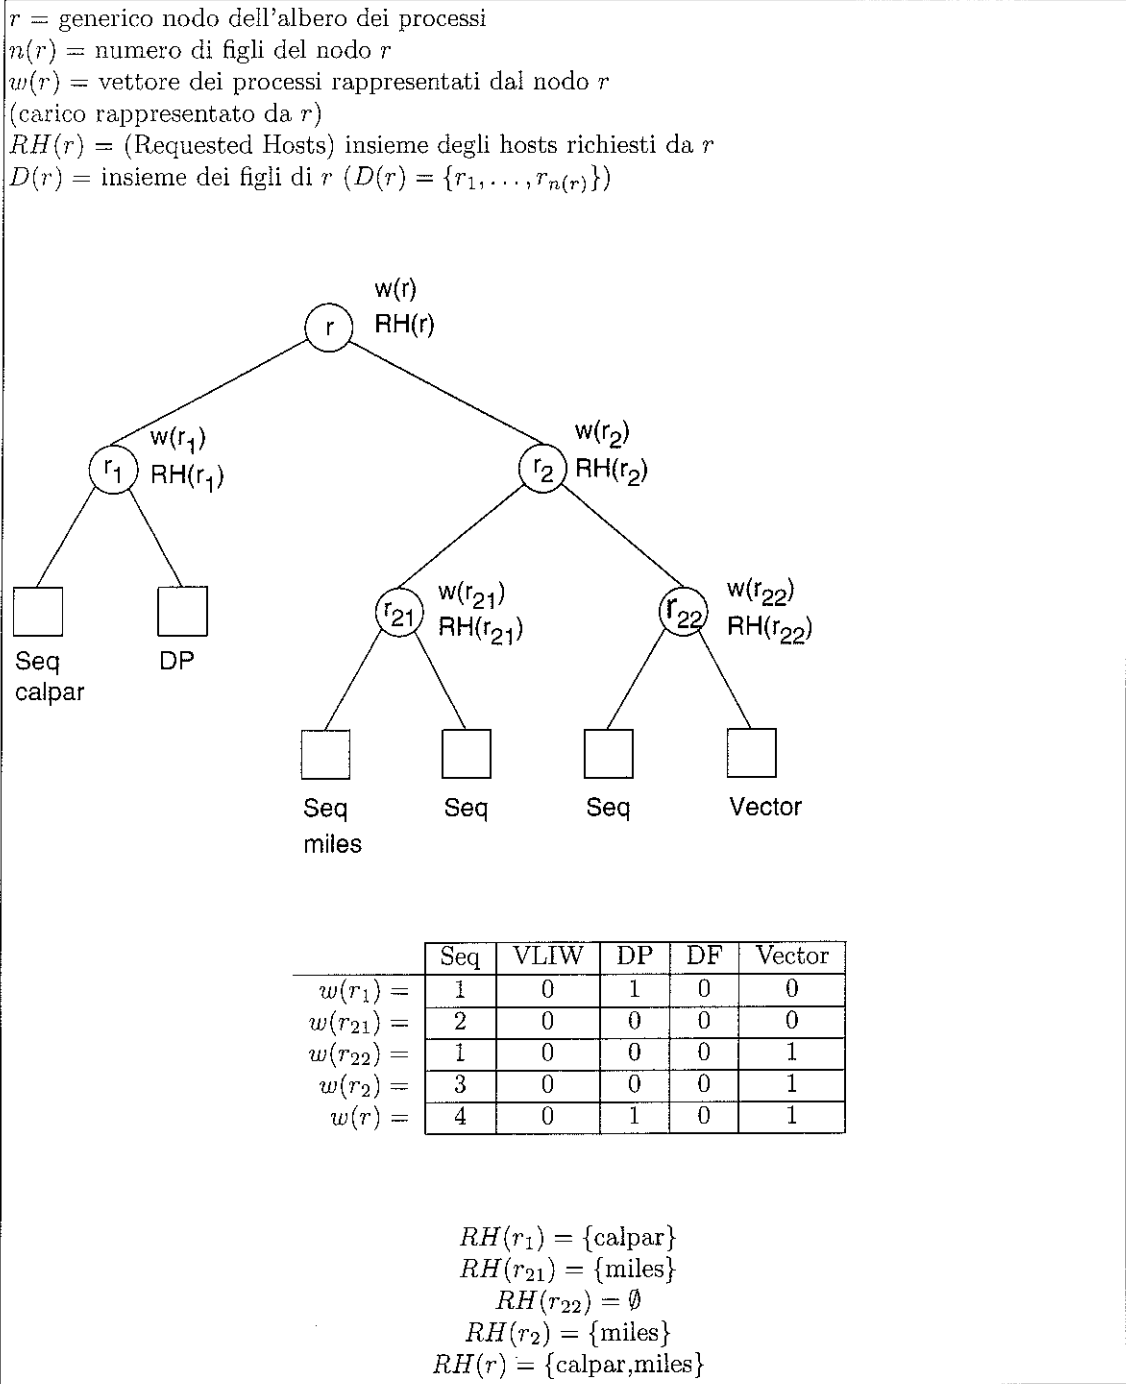 r = generico nodo dell'albero dei processi
n(r) = numero di figli del nodo r
w(r) = vettore dei processi rappresentati dal nodo r
(carico rappresentato da r)
RH(r) = (Requested Hosts) insieme degli hosts richiesti da r
D(r) = insieme dei figli di r (D(r) = {r₁, . . . , rₙ₍ᵣ₎})
w(r)
r RH(r)
w(r₁)
r₁ RH(r₁)
w(r₂)
r₂ RH(r₂)
w(r₂₁)
r₂₁ RH(r₂₁)
w(r₂₂)
r₂₂ RH(r₂₂)
Seq
calpar
DP
Seq
miles
Seq
Seq
Vector
Seq VLIW DP DF Vector
w(r₁) = 1 0 1 0 0
w(r₂₁) = 2 0 0 0 0
w(r₂₂) = 1 0 0 0 1
w(r₂) = 3 0 0 0 1
w(r) = 4 0 1 0 1
RH(r₁) = {calpar}
RH(r₂₁) = {miles}
RH(r₂₂) = ∅
RH(r₂) = {miles}
RH(r) = {calpar,miles}